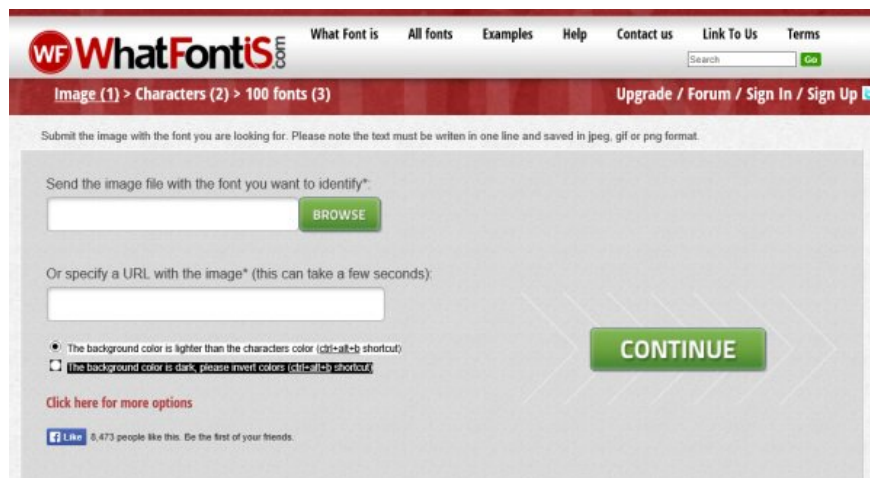 WF WhatFontiS.com
What Font is All fonts Examples Help Contact us Link To Us Terms
Search Go
Image (1) > Characters (2) > 100 fonts (3) Upgrade / Forum / Sign In / Sign Up
Submit the image with the font you are looking for. Please note the text must be writen in one line and saved in jpeg, gif or png format.
Send the image file with the font you want to identify*:
BROWSE
Or specify a URL with the image* (this can take a few seconds):
The background color is lighter than the characters color (ctrl+alt+b shortcut)
The background color is dark, please invert colors (ctrl+alt+b shortcut)
CONTINUE
Click here for more options
f Like 8,473 people like this. Be the first of your friends.